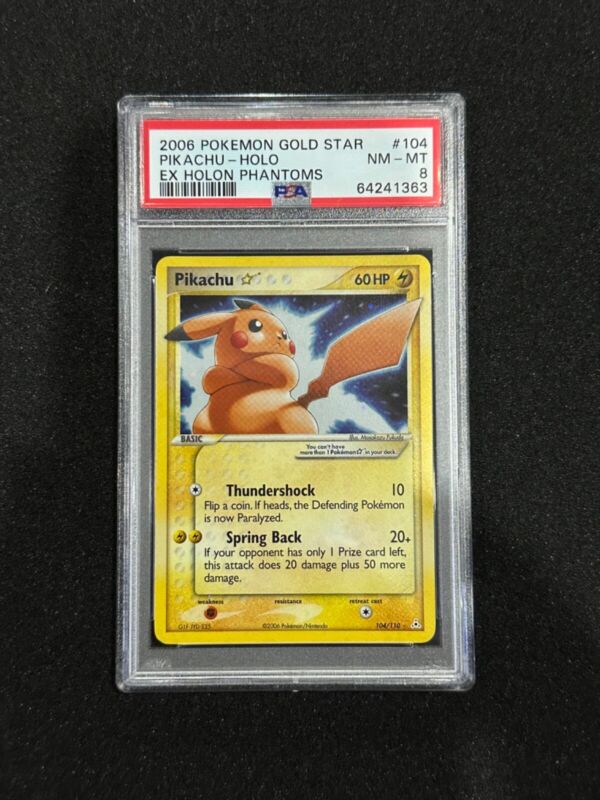 2006 POKEMON GOLD STAR #104
PIKACHU - HOLO NM - MT
EX HOLON PHANTOMS 8
PSA 64241363
Pikachu ☆ 60 HP
BASIC
Illus. Masakazu Fukuda
You can't have
more than 1 Pokémon ☆ in your deck.
Thundershock 10
Flip a coin. If heads, the Defending Pokémon
is now Paralyzed.
Spring Back 20+
If your opponent has only 1 Prize card left,
this attack does 20 damage plus 50 more
damage.
weakness resistance retreat cost
©2006 Pokémon/Nintendo 104/110